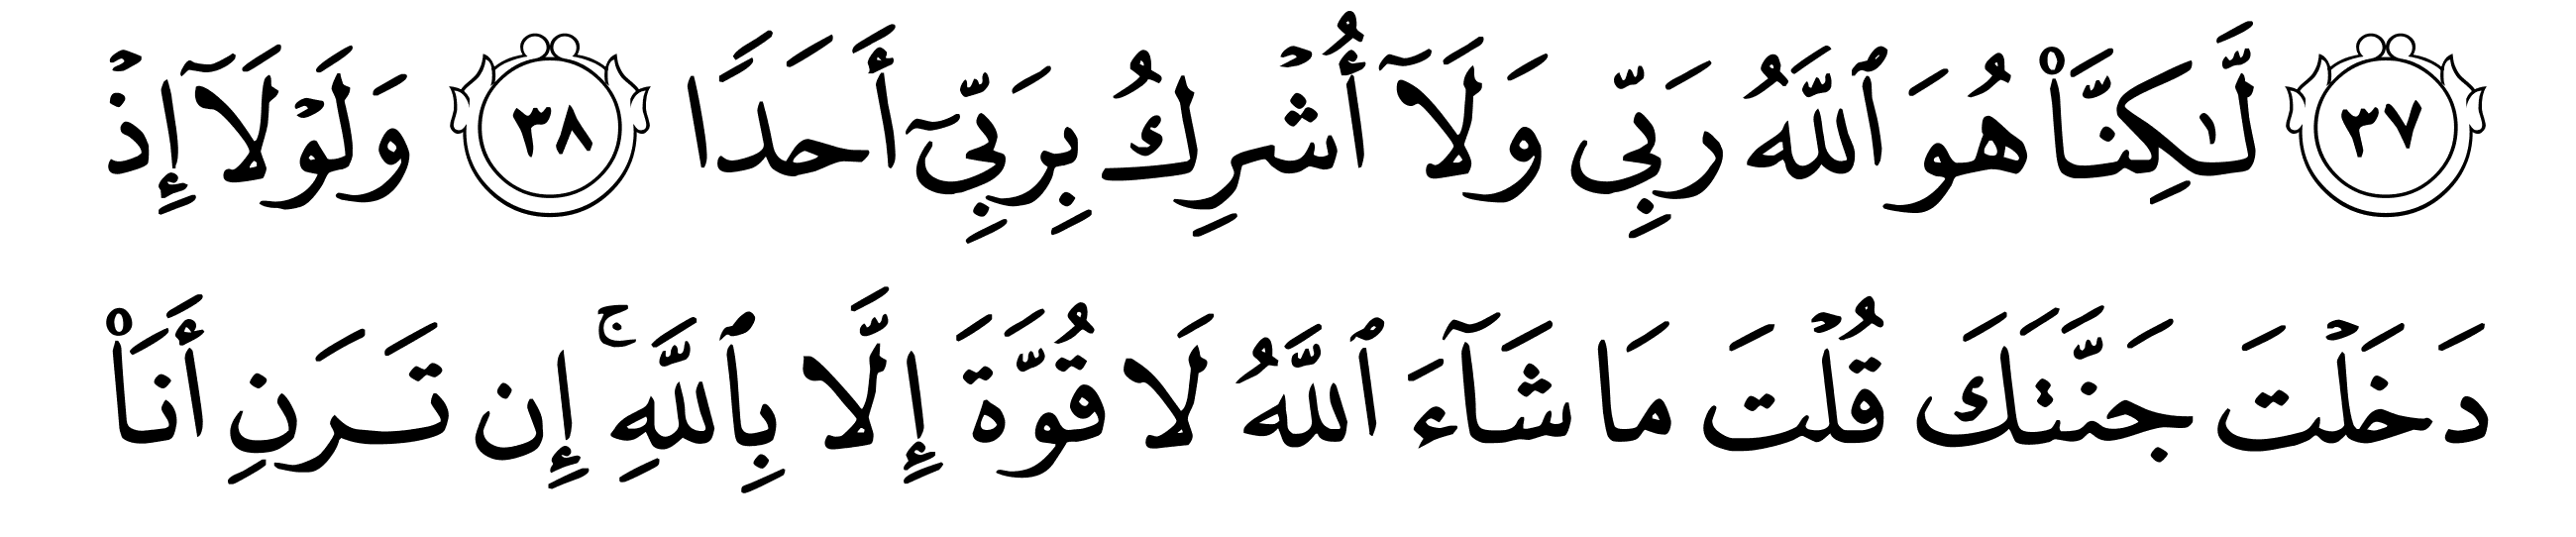 ٣٧ لَّٰكِنَّا۠ هُوَ ٱللَّهُ رَبِّي وَلَآ أُشۡرِكُ بِرَبِّيٓ أَحَدٗا ٣٨ وَلَوۡلَآ إِذۡ
دَخَلۡتَ جَنَّتَكَ قُلۡتَ مَا شَآءَ ٱللَّهُ لَا قُوَّةَ إِلَّا بِٱللَّهِۚ إِن تَرَنِ أَنَا۠